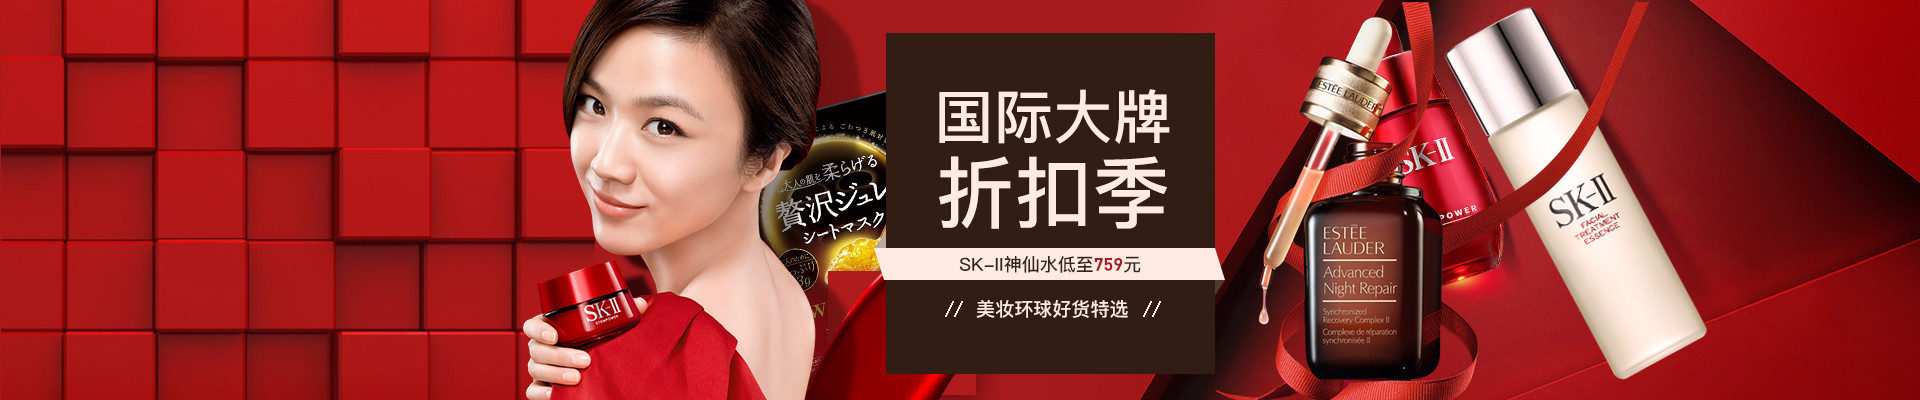 国际大牌
折扣季
SK-II神仙水低至759元
// 美妆环球好货特选 //
SK-II
STEMPOWER
大人の肌を柔らげる
贅沢ジュレ
シートマスク
ESTĒE LAUDER
SK-II
POWER
ESTĒE
LAUDER
Advanced
Night Repair
Synchronized
Recovery Complex II
Complexe de réparation
synchronisée II
SK-II
FACIAL
TREATMENT
ESSENCE